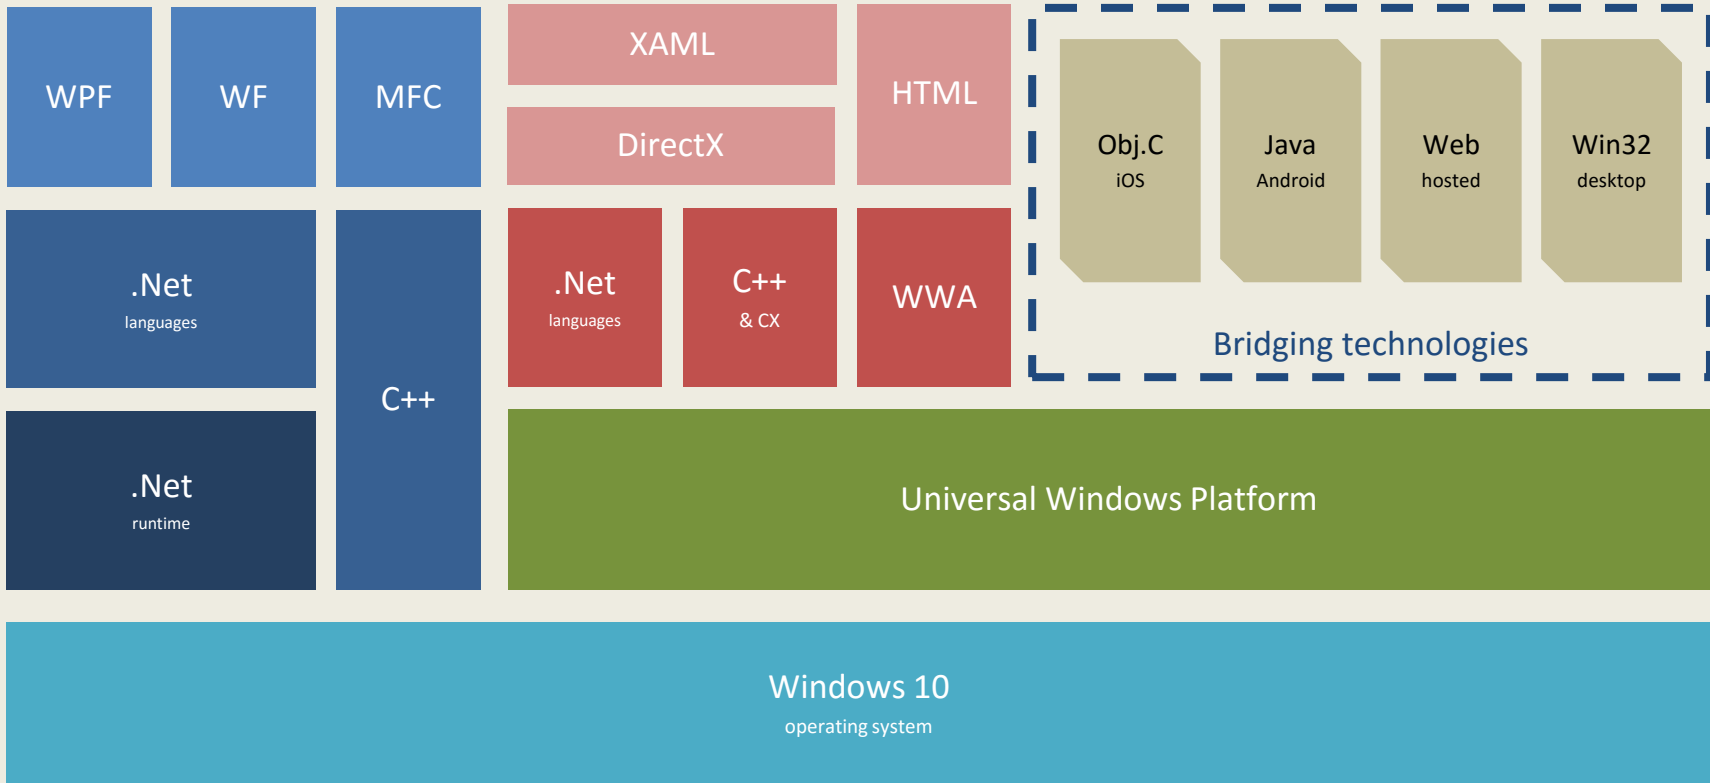 WPF
WF
MFC
XAML
DirectX
HTML
Obj.C
iOS
Java
Android
Web
hosted
Win32
desktop
Bridging technologies
.Net
languages
C++
.Net
languages
C++
& CX
WWA
.Net
runtime
Universal Windows Platform
Windows 10
operating system